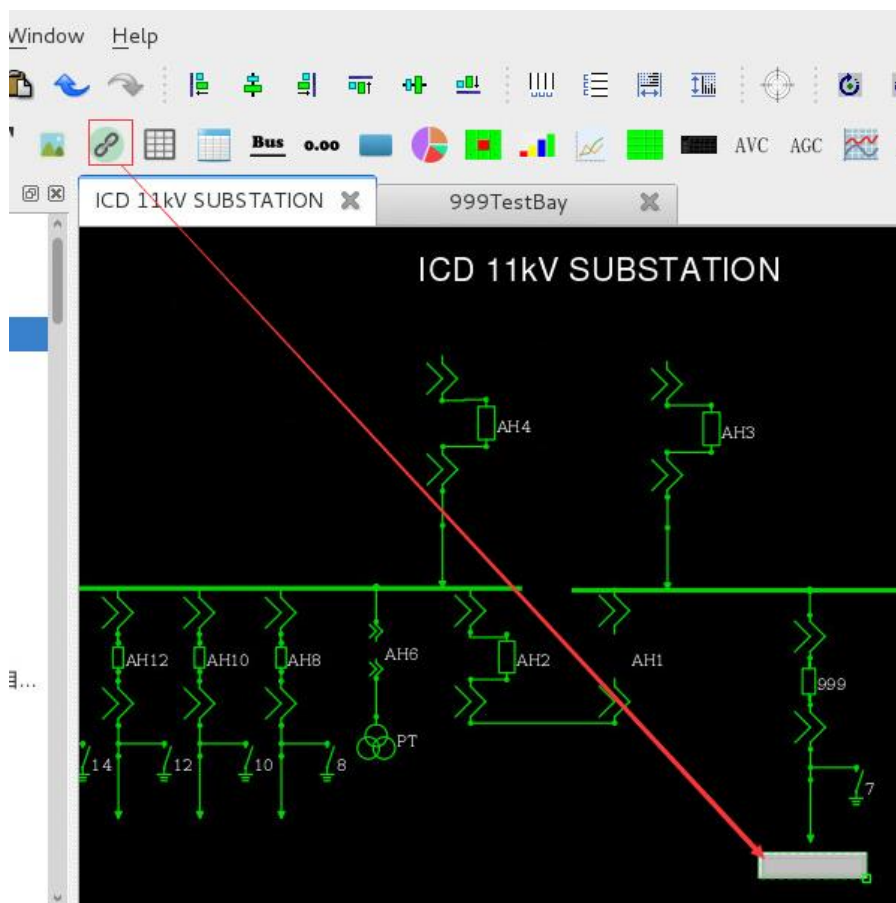 Window Help
Bus 0.00 AVC AGC
ICD 11kV SUBSTATION 999TestBay
ICD 11kV SUBSTATION
AH4 AH3
AH12 AH10 AH8 AH6 AH2 AH1 999
PT
14 12 10 8 7